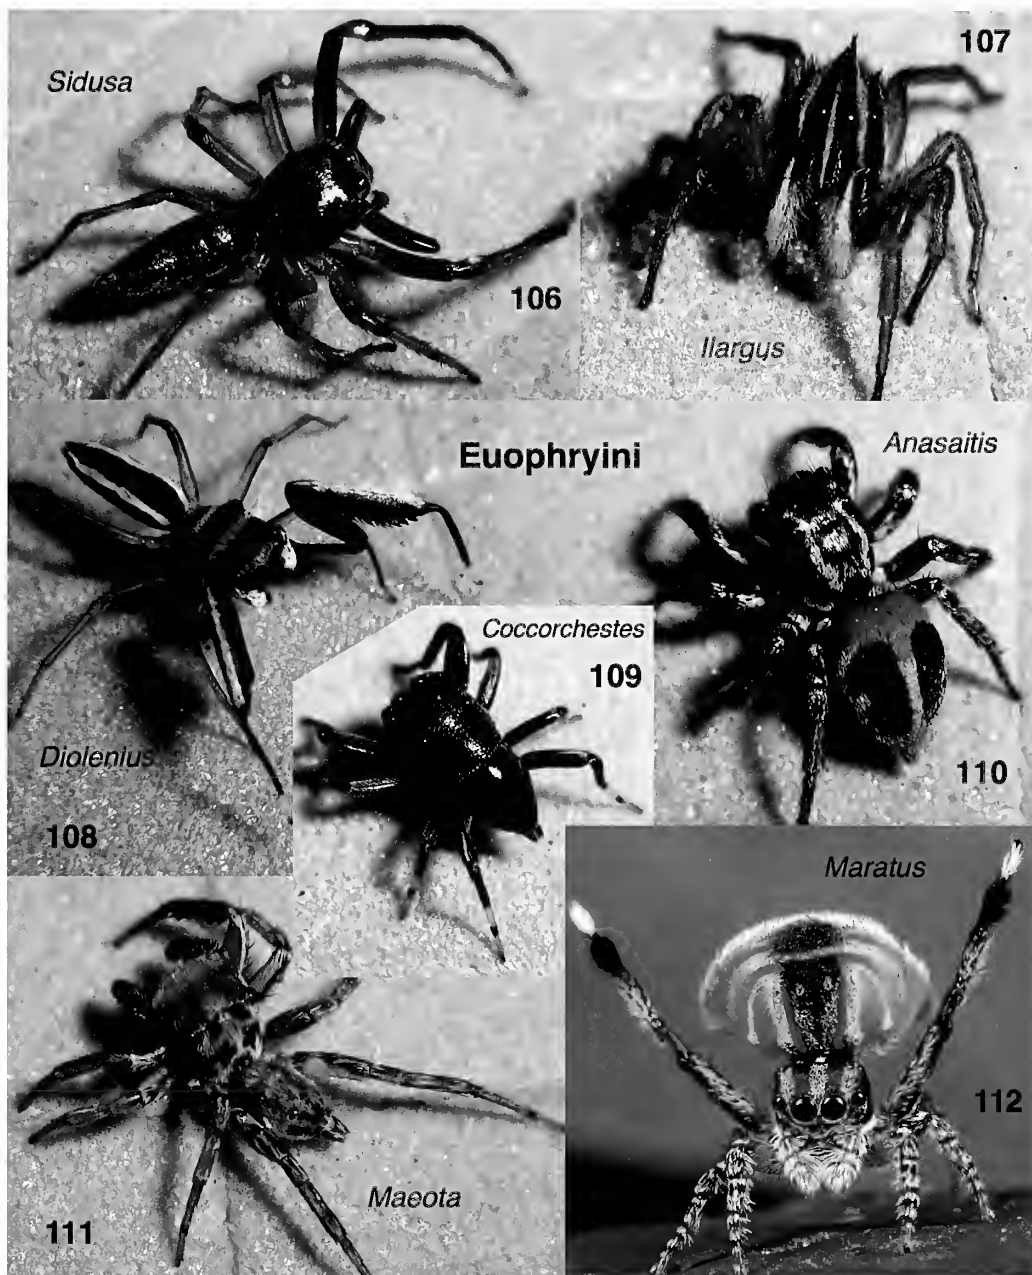 Sidusa
106
107
Ilargus
Euophryini
Diolenius
108
Coccorchestes
109
Anasaitis
110
Maeota
111
Maratus
112